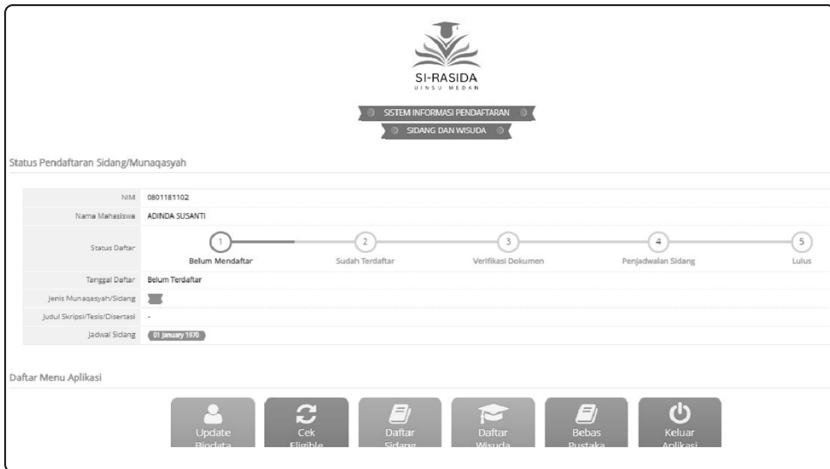 SI-RASIDA
UINSU MEDAN
SISTEM INFORMASI PENDAFTARAN
SIDANG DAN WISUDA
Status Pendaftaran Sidang/Munaqasyah
NIM 0801181102
Nama Mahasiswa ADINDA SUSANTI
Status Daftar 1 2 3 4 5
Belum Mendaftar Sudah Terdaftar Verifikasi Dokumen Penjadwalan Sidang Lulus
Tanggal Daftar Belum Terdaftar
Jenis Munaqasyah/Sidang
Judul Skripsi/Tesis/Disertasi -
Jadwal Sidang 01 January 1970
Daftar Menu Aplikasi
Update Cek Daftar Daftar Bebas Keluar
Biodata Eligible Sidang Wisuda Pustaka Aplikasi